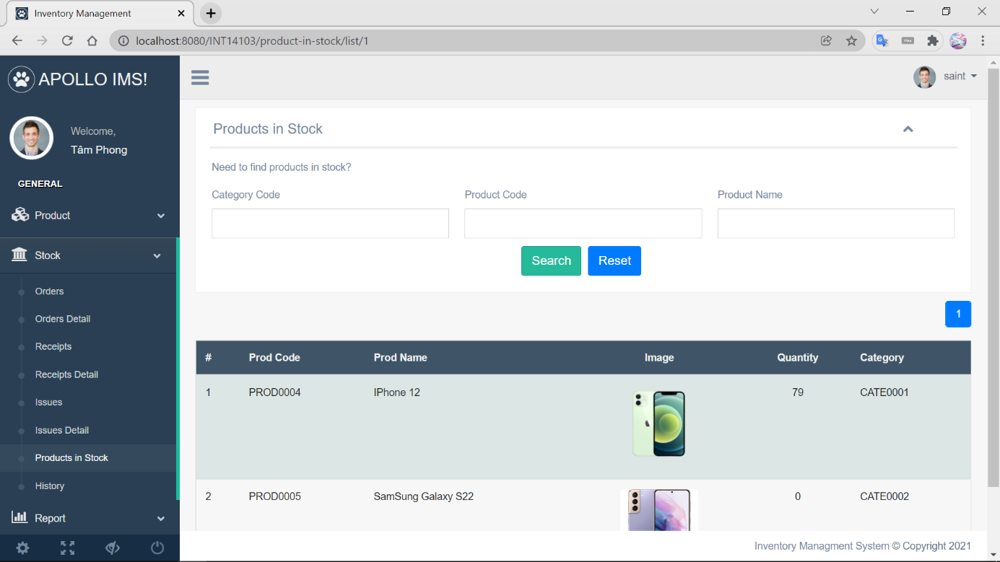 Inventory Management
localhost:8080/INT14103/product-in-stock/list/1
APOLLO IMS!
saint
Welcome,
Tâm Phong
GENERAL
Product
Stock
Orders
Orders Detail
Receipts
Receipts Detail
Issues
Issues Detail
Products in Stock
History
Report
Products in Stock
Need to find products in stock?
Category Code Product Code Product Name
Search Reset
1
# Prod Code Prod Name Image Quantity Category
1 PROD0004 IPhone 12 79 CATE0001
2 PROD0005 SamSung Galaxy S22 0 CATE0002
Inventory Managment System © Copyright 2021